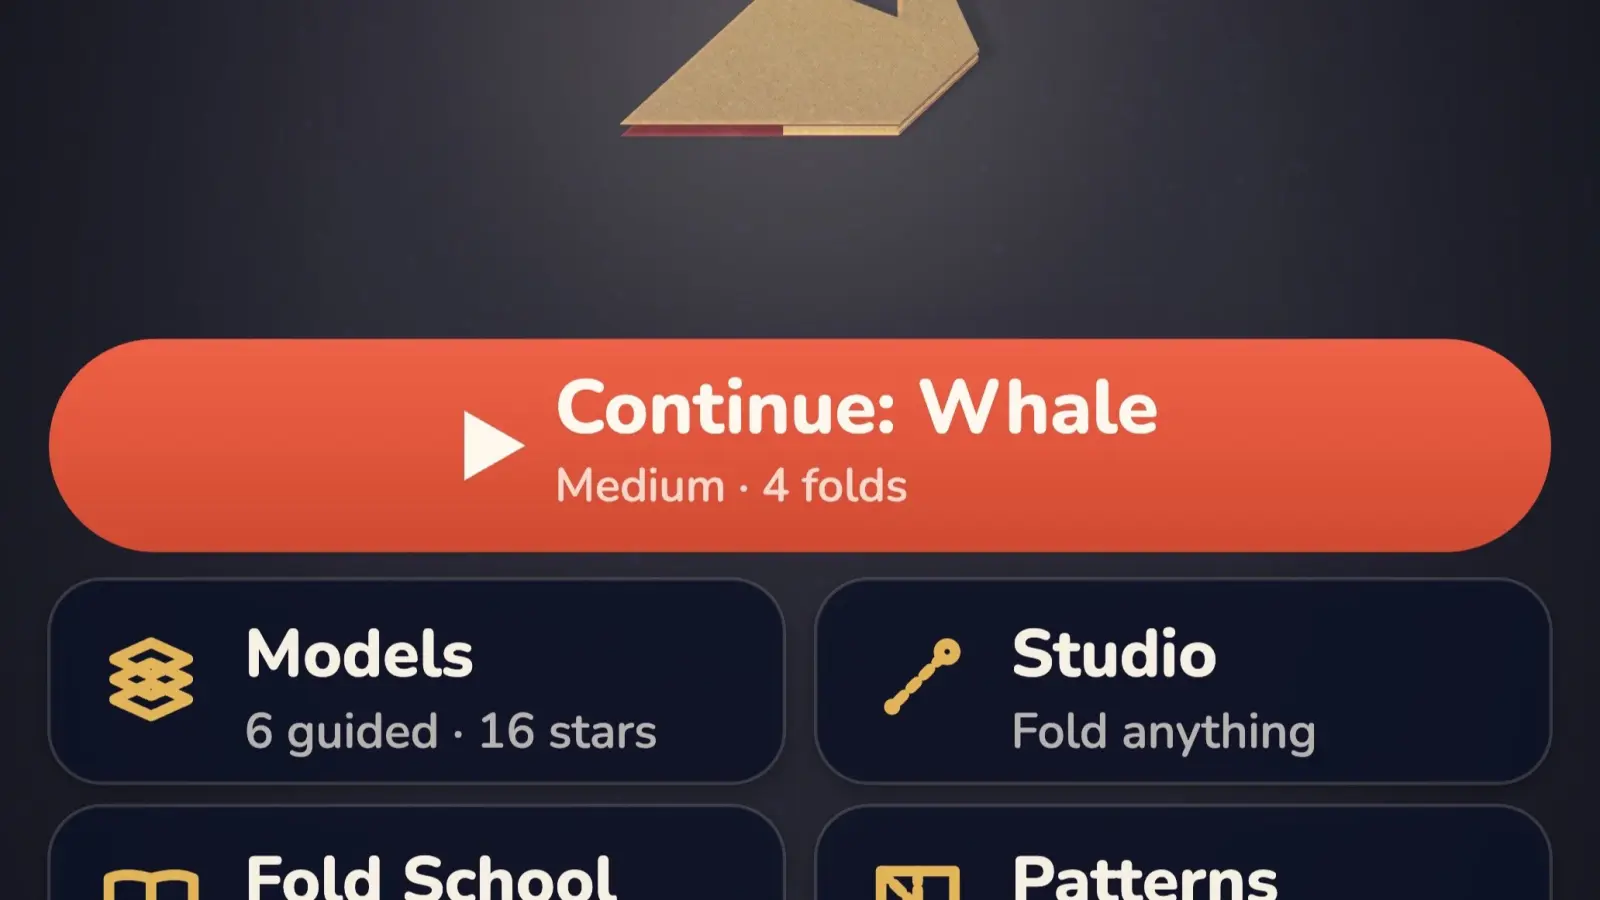 Continue: Whale
Medium · 4 folds
Models
6 guided · 16 stars
Studio
Fold anything
Fold School
Patterns